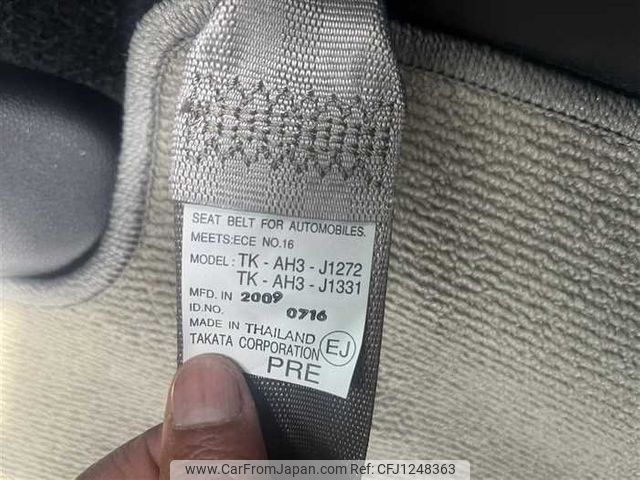 SEAT BELT FOR AUTOMOBILES.
MEETS:ECE NO.16
MODEL: TK - AH3 - J1272
TK - AH3 - J1331
MFD. IN 2009
ID.NO. 0716
MADE IN THAILAND
TAKATA CORPORATION EJ
PRE
www.CarFromJapan.com - CFJ1248363